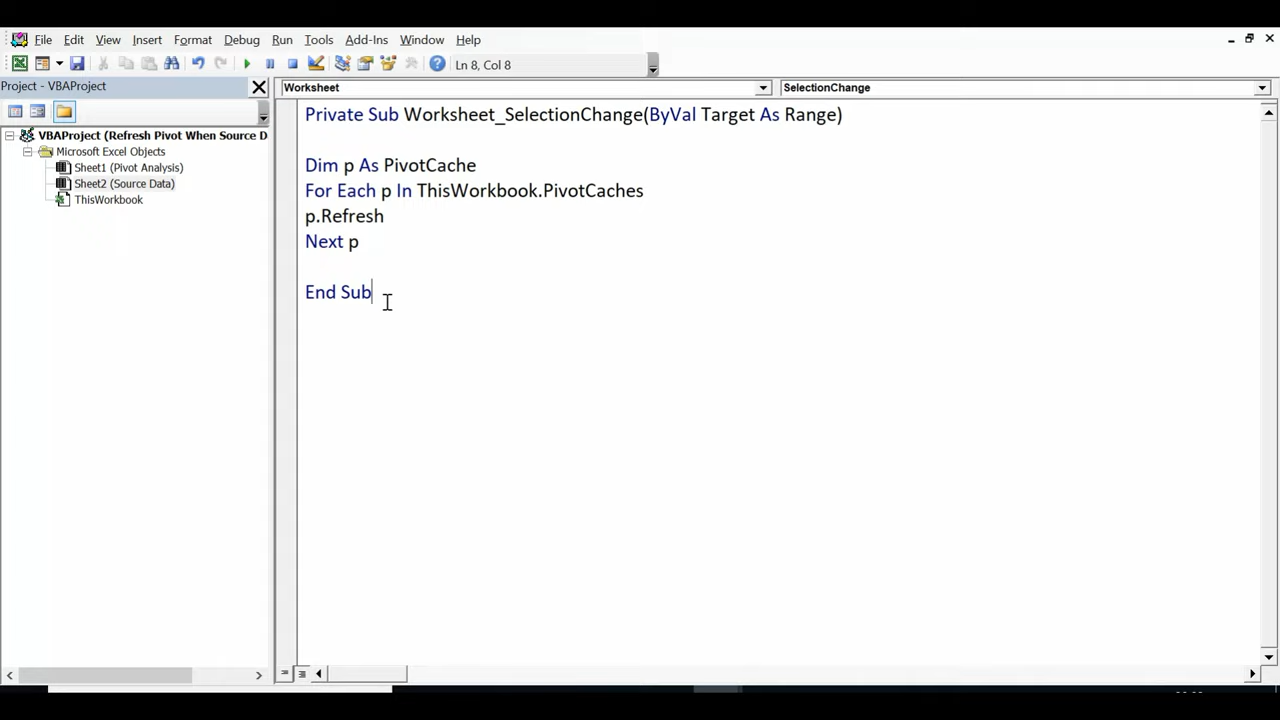 File Edit View Insert Format Debug Run Tools Add-Ins Window Help
Ln 8, Col 8
Project - VBAProject
Worksheet
SelectionChange
VBAProject (Refresh Pivot When Source D
Microsoft Excel Objects
Sheet1 (Pivot Analysis)
Sheet2 (Source Data)
ThisWorkbook
Private Sub Worksheet_SelectionChange(ByVal Target As Range)
Dim p As PivotCache
For Each p In ThisWorkbook.PivotCaches
p.Refresh
Next p
End Sub